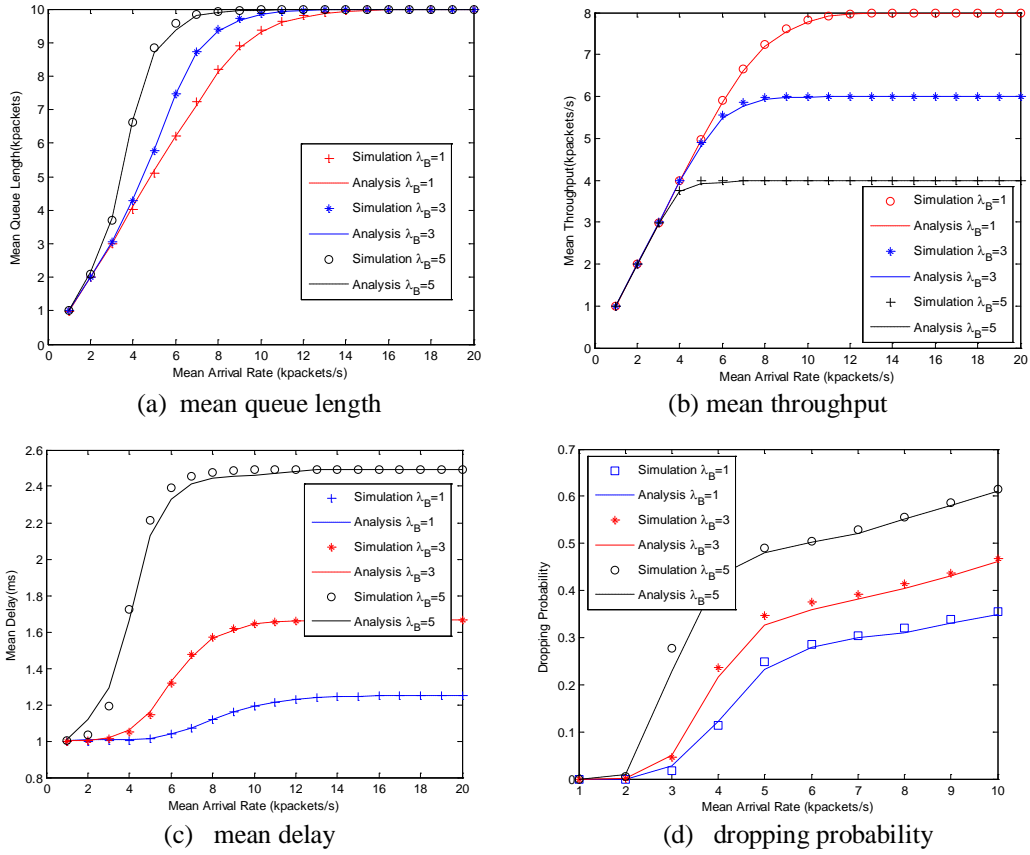 10
9
8
7
6
5
4
3
2
1
0
Mean Queue Length(kpackets)
Simulation λB=1
Analysis λB=1
Simulation λB=3
Analysis λB=3
Simulation λB=5
Analysis λB=5
0 2 4 6 8 10 12 14 16 18 20
Mean Arrival Rate (kpackets/s)
(a) mean queue length
8
7
6
5
4
3
2
1
0
Mean Throughput(kpackets/s)
Simulation λB=1
Analysis λB=1
Simulation λB=3
Analysis λB=3
Simulation λB=5
Analysis λB=5
0 2 4 6 8 10 12 14 16 18 20
Mean Arrival Rate (kpackets/s)
(b) mean throughput
2.6
2.4
2.2
2
1.8
1.6
1.4
1.2
1
0.8
Mean Delay(ms)
Simulation λB=1
Analysis λB=1
Simulation λB=3
Analysis λB=3
Simulation λB=5
Analysis λB=5
0 2 4 6 8 10 12 14 16 18 20
Mean Arrival Rate (kpackets/s)
(c) mean delay
0.7
0.6
0.5
0.4
0.3
0.2
0.1
0
Dropping Probability
Simulation λB=1
Analysis λB=1
Simulation λB=3
Analysis λB=3
Simulation λB=5
Analysis λB=5
1 2 3 4 5 6 7 8 9 10
Mean Arrival Rate (kpackets/s)
(d) dropping probability